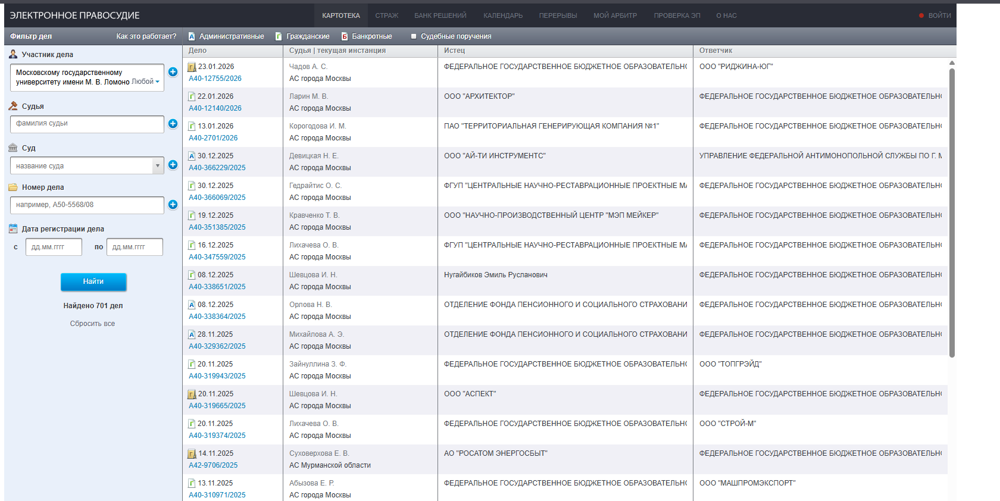 ЭЛЕКТРОННОЕ ПРАВОСУДИЕ КАРТОТЕКА СТРАЖ БАНК РЕШЕНИЙ КАЛЕНДАРЬ ПЕРЕРЫВЫ МОЙ АРБИТР ПРОВЕРКА ЭП О НАС ВОЙТИ
Фильтр дел Как это работает? А Административные Г Гражданские Б Банкротные Судебные поручения
Участник дела
Московскому государственному
университету имени М. В. Ломоно Любой
Судья
фамилия судьи
Суд
название суда
Номер дела
например, А50-5568/08
Дата регистрации дела
с дд.мм.гггг по дд.мм.гггг
Найти
Найдено 701 дел
Сбросить все
Дело Судья | текущая инстанция Истец Ответчик
Г 23.01.2026 Чадов А. С. ФЕДЕРАЛЬНОЕ ГОСУДАРСТВЕННОЕ БЮДЖЕТНОЕ ОБРАЗОВАТЕЛЬНО ООО "РИДЖИНА-ЮГ"
А40-12755/2026 АС города Москвы
Г 22.01.2026 Ларин М. В. ООО "АРХИТЕКТОР" ФЕДЕРАЛЬНОЕ ГОСУДАРСТВЕННОЕ БЮДЖЕТНОЕ ОБРАЗОВАТЕЛЬНО
А40-12140/2026 АС города Москвы
Г 13.01.2026 Корогодова И. М. ПАО "ТЕРРИТОРИАЛЬНАЯ ГЕНЕРИРУЮЩАЯ КОМПАНИЯ №1" ФЕДЕРАЛЬНОЕ ГОСУДАРСТВЕННОЕ БЮДЖЕТНОЕ ОБРАЗОВАТЕЛЬНО
А40-2701/2026 АС города Москвы
А 30.12.2025 Девицкая Н. Е. ООО "АЙ-ТИ ИНСТРУМЕНТС" УПРАВЛЕНИЕ ФЕДЕРАЛЬНОЙ АНТИМОНОПОЛЬНОЙ СЛУЖБЫ ПО Г. М
А40-366229/2025 АС города Москвы
Г 30.12.2025 Гедрайтис О. С. ФГУП "ЦЕНТРАЛЬНЫЕ НАУЧНО-РЕСТАВРАЦИОННЫЕ ПРОЕКТНЫЕ МА ФЕДЕРАЛЬНОЕ ГОСУДАРСТВЕННОЕ БЮДЖЕТНОЕ ОБРАЗОВАТЕЛЬНО
А40-366069/2025 АС города Москвы
Г 19.12.2025 Кравченко Т. В. ООО "НАУЧНО-ПРОИЗВОДСТВЕННЫЙ ЦЕНТР "МЭП МЕЙКЕР" ФЕДЕРАЛЬНОЕ ГОСУДАРСТВЕННОЕ БЮДЖЕТНОЕ ОБРАЗОВАТЕЛЬНО
А40-351385/2025 АС города Москвы
Г 16.12.2025 Лихачева О. В. ФГУП "ЦЕНТРАЛЬНЫЕ НАУЧНО-РЕСТАВРАЦИОННЫЕ ПРОЕКТНЫЕ МА ФЕДЕРАЛЬНОЕ ГОСУДАРСТВЕННОЕ БЮДЖЕТНОЕ ОБРАЗОВАТЕЛЬНО
А40-347559/2025 АС города Москвы
Г 08.12.2025 Шевцова И. Н. Нугайбиков Эмиль Русланович ФЕДЕРАЛЬНОЕ ГОСУДАРСТВЕННОЕ БЮДЖЕТНОЕ ОБРАЗОВАТЕЛЬНО
А40-338651/2025 АС города Москвы
А 08.12.2025 Орлова Н. В. ОТДЕЛЕНИЕ ФОНДА ПЕНСИОННОГО И СОЦИАЛЬНОГО СТРАХОВАНИ ФЕДЕРАЛЬНОЕ ГОСУДАРСТВЕННОЕ БЮДЖЕТНОЕ ОБРАЗОВАТЕЛЬНО
А40-338364/2025 АС города Москвы
А 28.11.2025 Михайлова А. Э. ОТДЕЛЕНИЕ ФОНДА ПЕНСИОННОГО И СОЦИАЛЬНОГО СТРАХОВАНИ ФЕДЕРАЛЬНОЕ ГОСУДАРСТВЕННОЕ БЮДЖЕТНОЕ ОБРАЗОВАТЕЛЬНО
А40-329362/2025 АС города Москвы
Г 20.11.2025 Зайнуллина З. Ф. ФЕДЕРАЛЬНОЕ ГОСУДАРСТВЕННОЕ БЮДЖЕТНОЕ ОБРАЗОВАТЕЛЬНО ООО "ТОПГРЭЙД"
А40-319943/2025 АС города Москвы
Г 20.11.2025 Шевцова И. Н. ООО "АСПЕКТ" ФЕДЕРАЛЬНОЕ ГОСУДАРСТВЕННОЕ БЮДЖЕТНОЕ ОБРАЗОВАТЕЛЬНО
А40-319665/2025 АС города Москвы
Г 20.11.2025 Лихачева О. В. ФЕДЕРАЛЬНОЕ ГОСУДАРСТВЕННОЕ БЮДЖЕТНОЕ ОБРАЗОВАТЕЛЬНО ООО "СТРОЙ-М"
А40-319374/2025 АС города Москвы
Г 14.11.2025 Суховерхова Е. В. АО "РОСАТОМ ЭНЕРГОСБЫТ" ФЕДЕРАЛЬНОЕ ГОСУДАРСТВЕННОЕ БЮДЖЕТНОЕ ОБРАЗОВАТЕЛЬНО
А42-9706/2025 АС Мурманской области
Г 13.11.2025 Абызова Е. Р. ФЕДЕРАЛЬНОЕ ГОСУДАРСТВЕННОЕ БЮДЖЕТНОЕ ОБРАЗОВАТЕЛЬНО ООО "МАШПРОМЭКСПОРТ"
А40-310971/2025 АС города Москвы